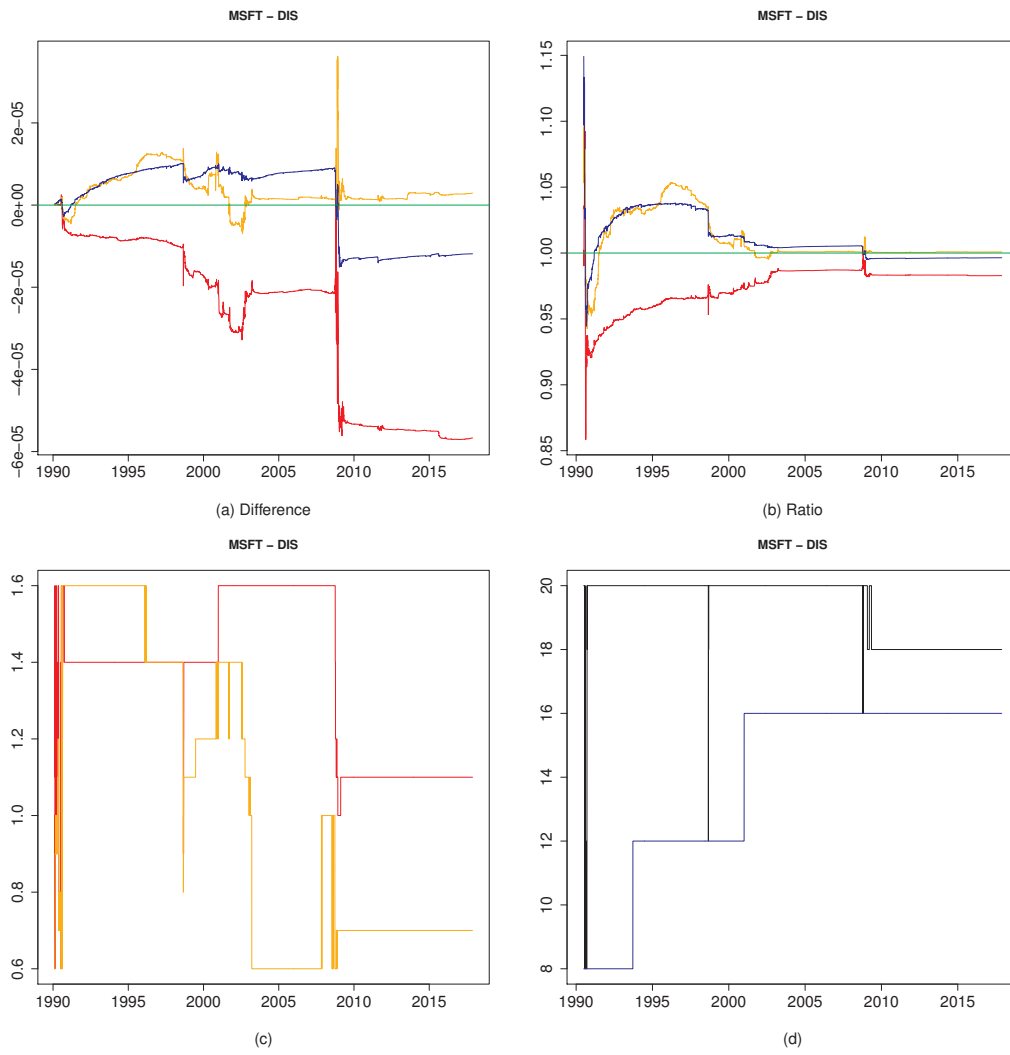 MSFT – DIS
2e-05
0e+00
-2e-05
-4e-05
-6e-05
1990 1995 2000 2005 2010 2015
(a) Difference
MSFT – DIS
1.15
1.10
1.05
1.00
0.95
0.90
0.85
1990 1995 2000 2005 2010 2015
(b) Ratio
MSFT – DIS
1.6
1.4
1.2
1.0
0.8
0.6
1990 1995 2000 2005 2010 2015
(c)
MSFT – DIS
20
18
16
14
12
10
8
1990 1995 2000 2005 2010 2015
(d)